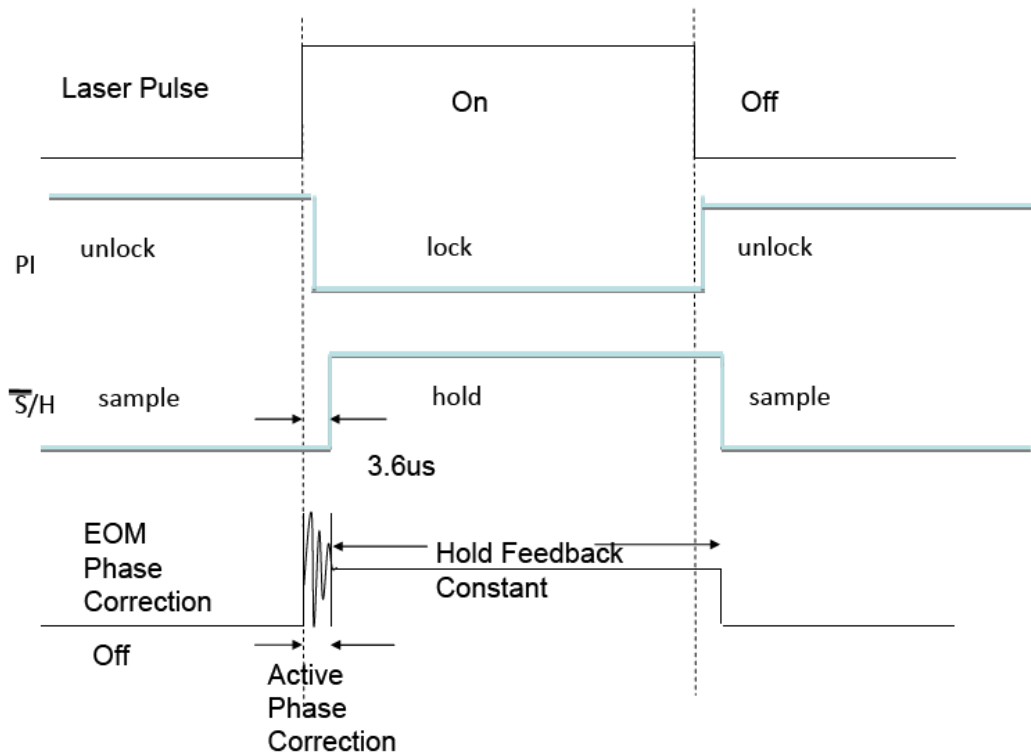 Laser Pulse
On
Off
PI
unlock
lock
unlock
S̅/H
sample
hold
sample
3.6us
EOM
Phase
Correction
Hold Feedback
Constant
Off
Active
Phase
Correction